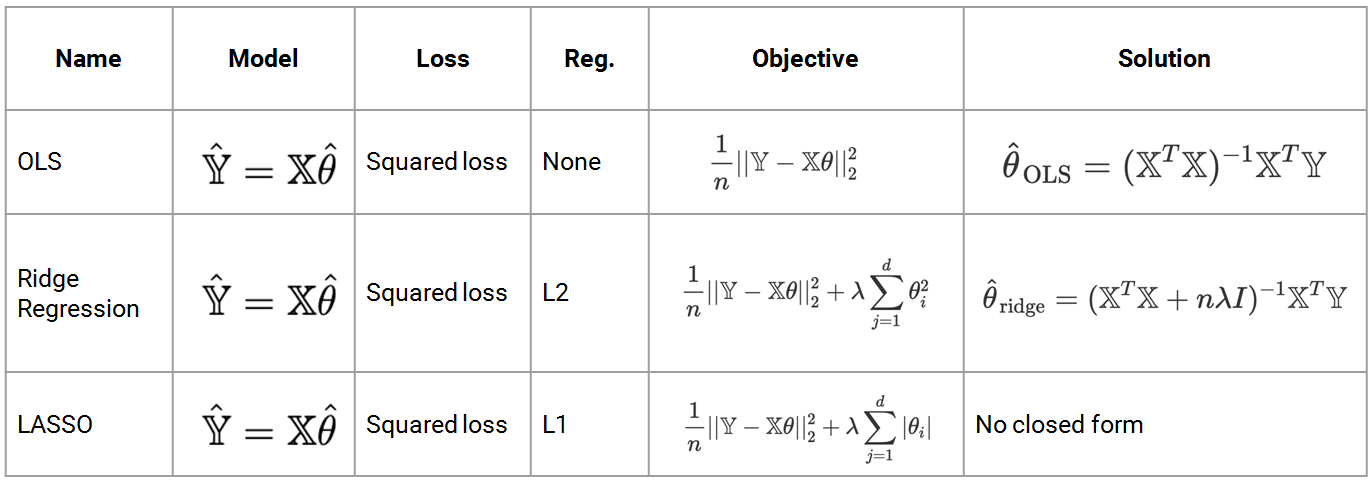 Name Model Loss Reg. Objective Solution
OLS $\hat{\mathbb{Y}} = \mathbb{X}\hat{\theta}$ Squared loss None $\frac{1}{n}||\mathbb{Y} - \mathbb{X}\theta||_2^2$ $\hat{\theta}_{\text{OLS}} = (\mathbb{X}^T\mathbb{X})^{-1}\mathbb{X}^T\mathbb{Y}$
Ridge
Regression $\hat{\mathbb{Y}} = \mathbb{X}\hat{\theta}$ Squared loss L2 $\frac{1}{n}||\mathbb{Y} - \mathbb{X}\theta||_2^2 + \lambda \sum_{j=1}^{d} \theta_i^2$ $\hat{\theta}_{\text{ridge}} = (\mathbb{X}^T\mathbb{X} + n\lambda I)^{-1}\mathbb{X}^T\mathbb{Y}$
LASSO $\hat{\mathbb{Y}} = \mathbb{X}\hat{\theta}$ Squared loss L1 $\frac{1}{n}||\mathbb{Y} - \mathbb{X}\theta||_2^2 + \lambda \sum_{j=1}^{d} |\theta_i|$ No closed form